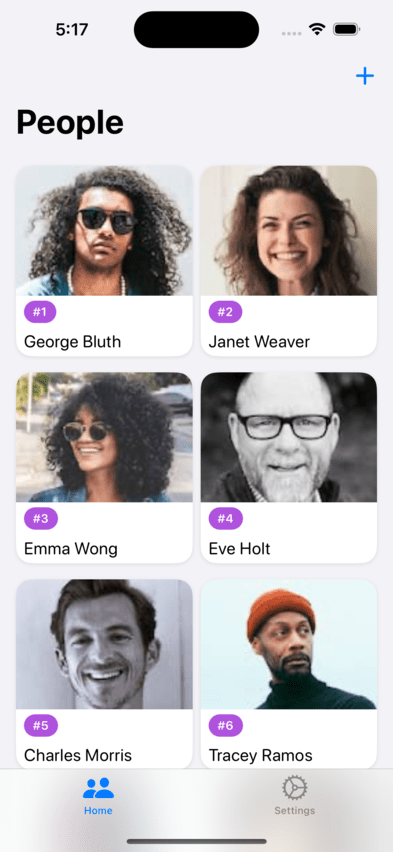 5:17
People
#1
George Bluth
#2
Janet Weaver
#3
Emma Wong
#4
Eve Holt
#5
Charles Morris
#6
Tracey Ramos
Home
Settings